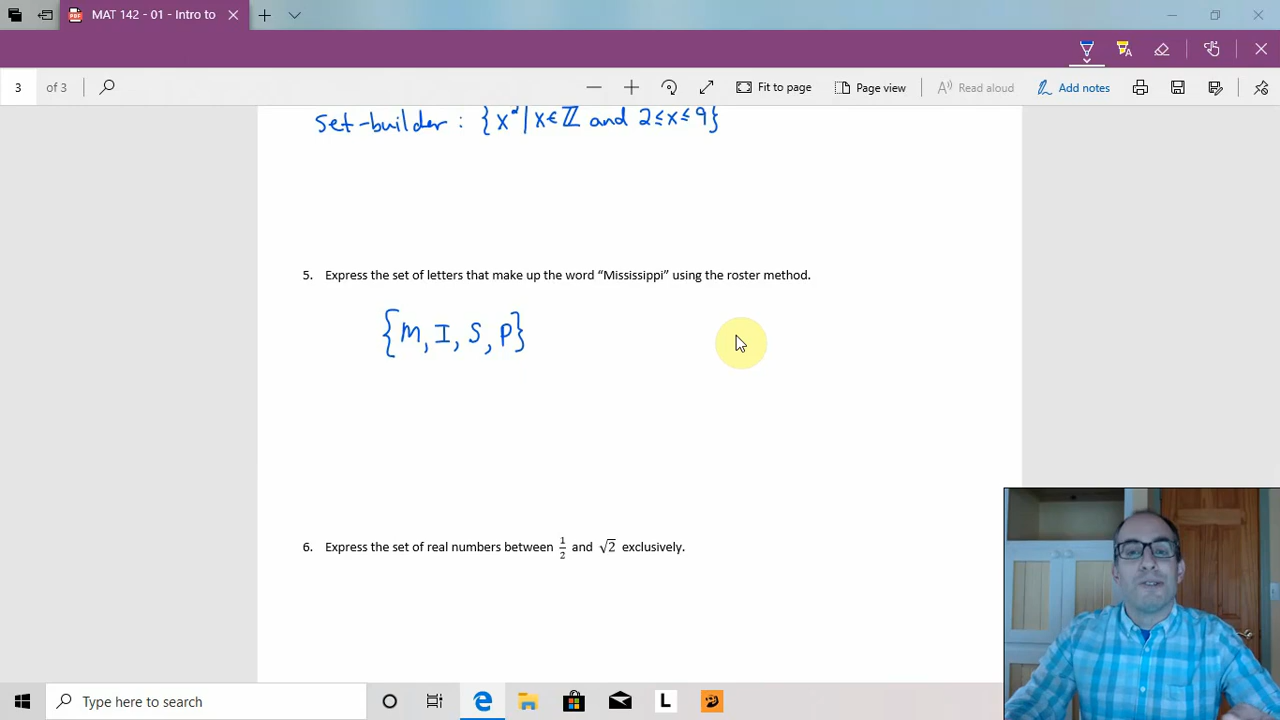 MAT 142 - 01 - Intro to
3 of 3
Fit to page
Page view
Read aloud
Add notes
Set-builder : {x² | x ∈ ℤ and 2 ≤ x ≤ 9}
5. Express the set of letters that make up the word “Mississippi” using the roster method.
{M, I, S, P}
6. Express the set of real numbers between 1/2 and √2 exclusively.
Type here to search
L